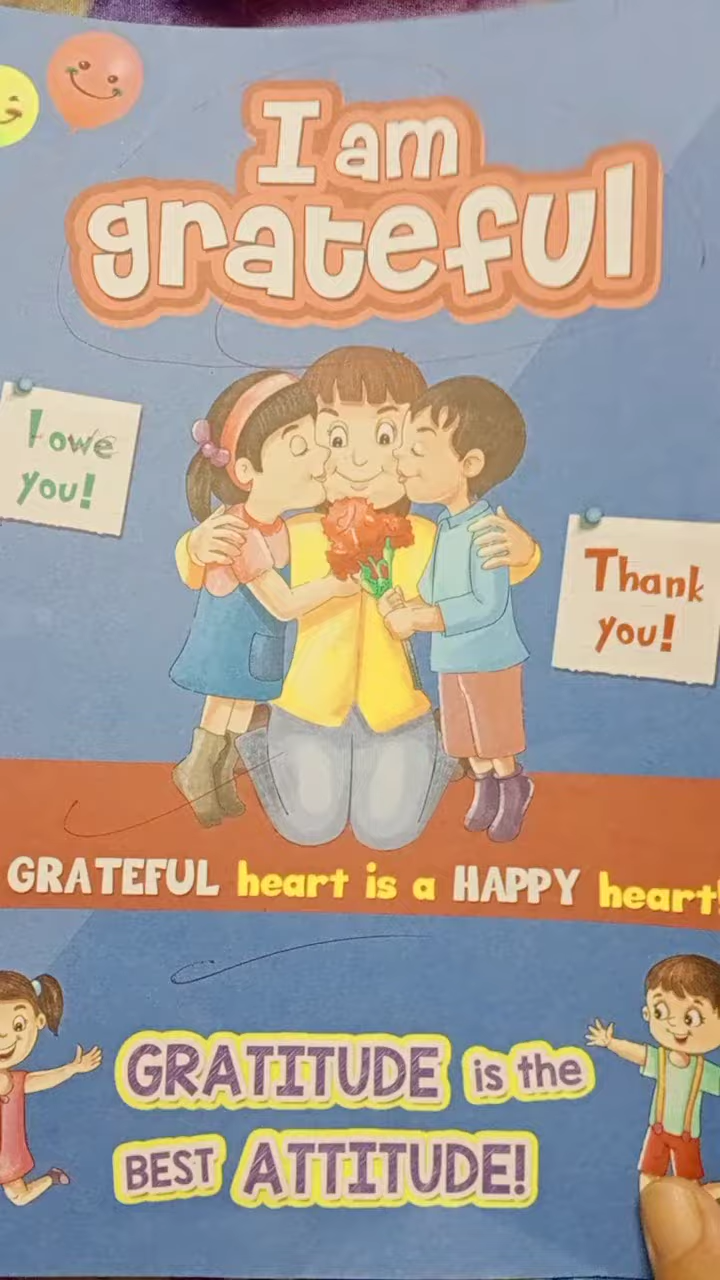 I am
grateful
I owe
you!
Thank
you!
GRATEFUL heart is a HAPPY heart!
GRATITUDE is the
BEST ATTITUDE!